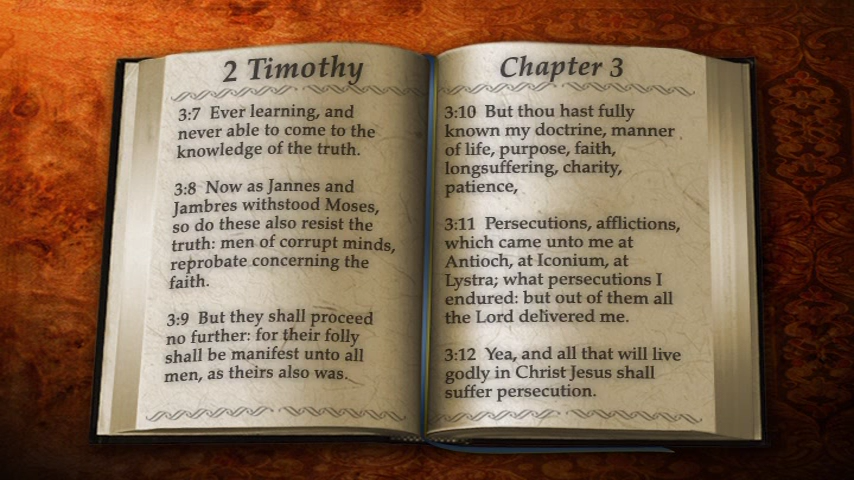 2 Timothy
3:7 Ever learning, and
never able to come to the
knowledge of the truth.
3:8 Now as Jannes and
Jambres withstood Moses,
so do these also resist the
truth: men of corrupt minds,
reprobate concerning the
faith.
3:9 But they shall proceed
no further: for their folly
shall be manifest unto all
men, as theirs also was.
Chapter 3
3:10 But thou hast fully
known my doctrine, manner
of life, purpose, faith,
longsuffering, charity,
patience,
3:11 Persecutions, afflictions,
which came unto me at
Antioch, at Iconium, at
Lystra; what persecutions I
endured: but out of them all
the Lord delivered me.
3:12 Yea, and all that will live
godly in Christ Jesus shall
suffer persecution.